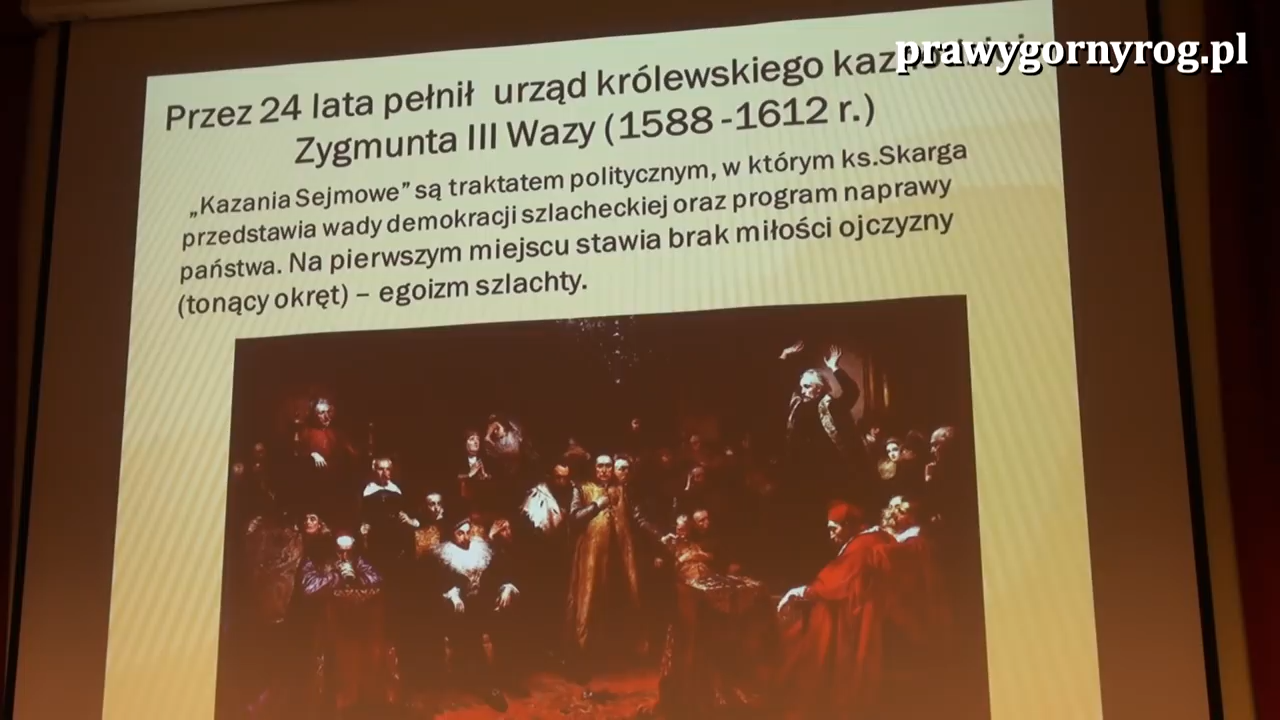 prawygornyrog.pl
Przez 24 lata pełnił urząd królewskiego
Zygmunta III Wazy (1588 -1612 r.)
„Kazania Sejmowe” są traktatem politycznym, w którym ks.Skarga
przedstawia wady demokracji szlacheckiej oraz program naprawy
państwa. Na pierwszym miejscu stawia brak miłości ojczyzny
(tonący okręt) – egoizm szlachty.